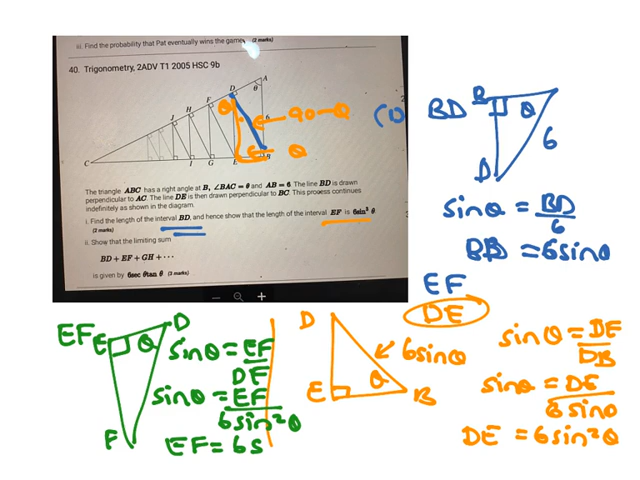 iii. Find the probability that Pat eventually wins the game. (2 marks)
40. Trigonometry, 2ADV T1 2005 HSC 9b
A
θ
D
F
H
J
6
C
I
G
E
B
θ
90-θ
θ
The triangle ABC has a right angle at B, ∠BAC = θ and AB = 6. The line BD is drawn
perpendicular to AC. The line DE is then drawn perpendicular to BC. This process continues
indefinitely as shown in the diagram.
i. Find the length of the interval BD, and hence show that the length of the interval EF is 6sin³ θ
(2 marks)
ii. Show that the limiting sum
BD + EF + GH + ···
is given by 6sec θtan θ (3 marks)
(1)
BD
B
θ
6
D
sinθ = BD/6
BD = 6sinθ
EF
DE
EF
E
D
θ
F
sinθ = EF/DE
sinθ = EF/6sin²θ
EF = 6s
D
6sinθ
E
θ
B
sinθ = DE/DB
sinθ = DE/6sinθ
DE = 6sin²θ